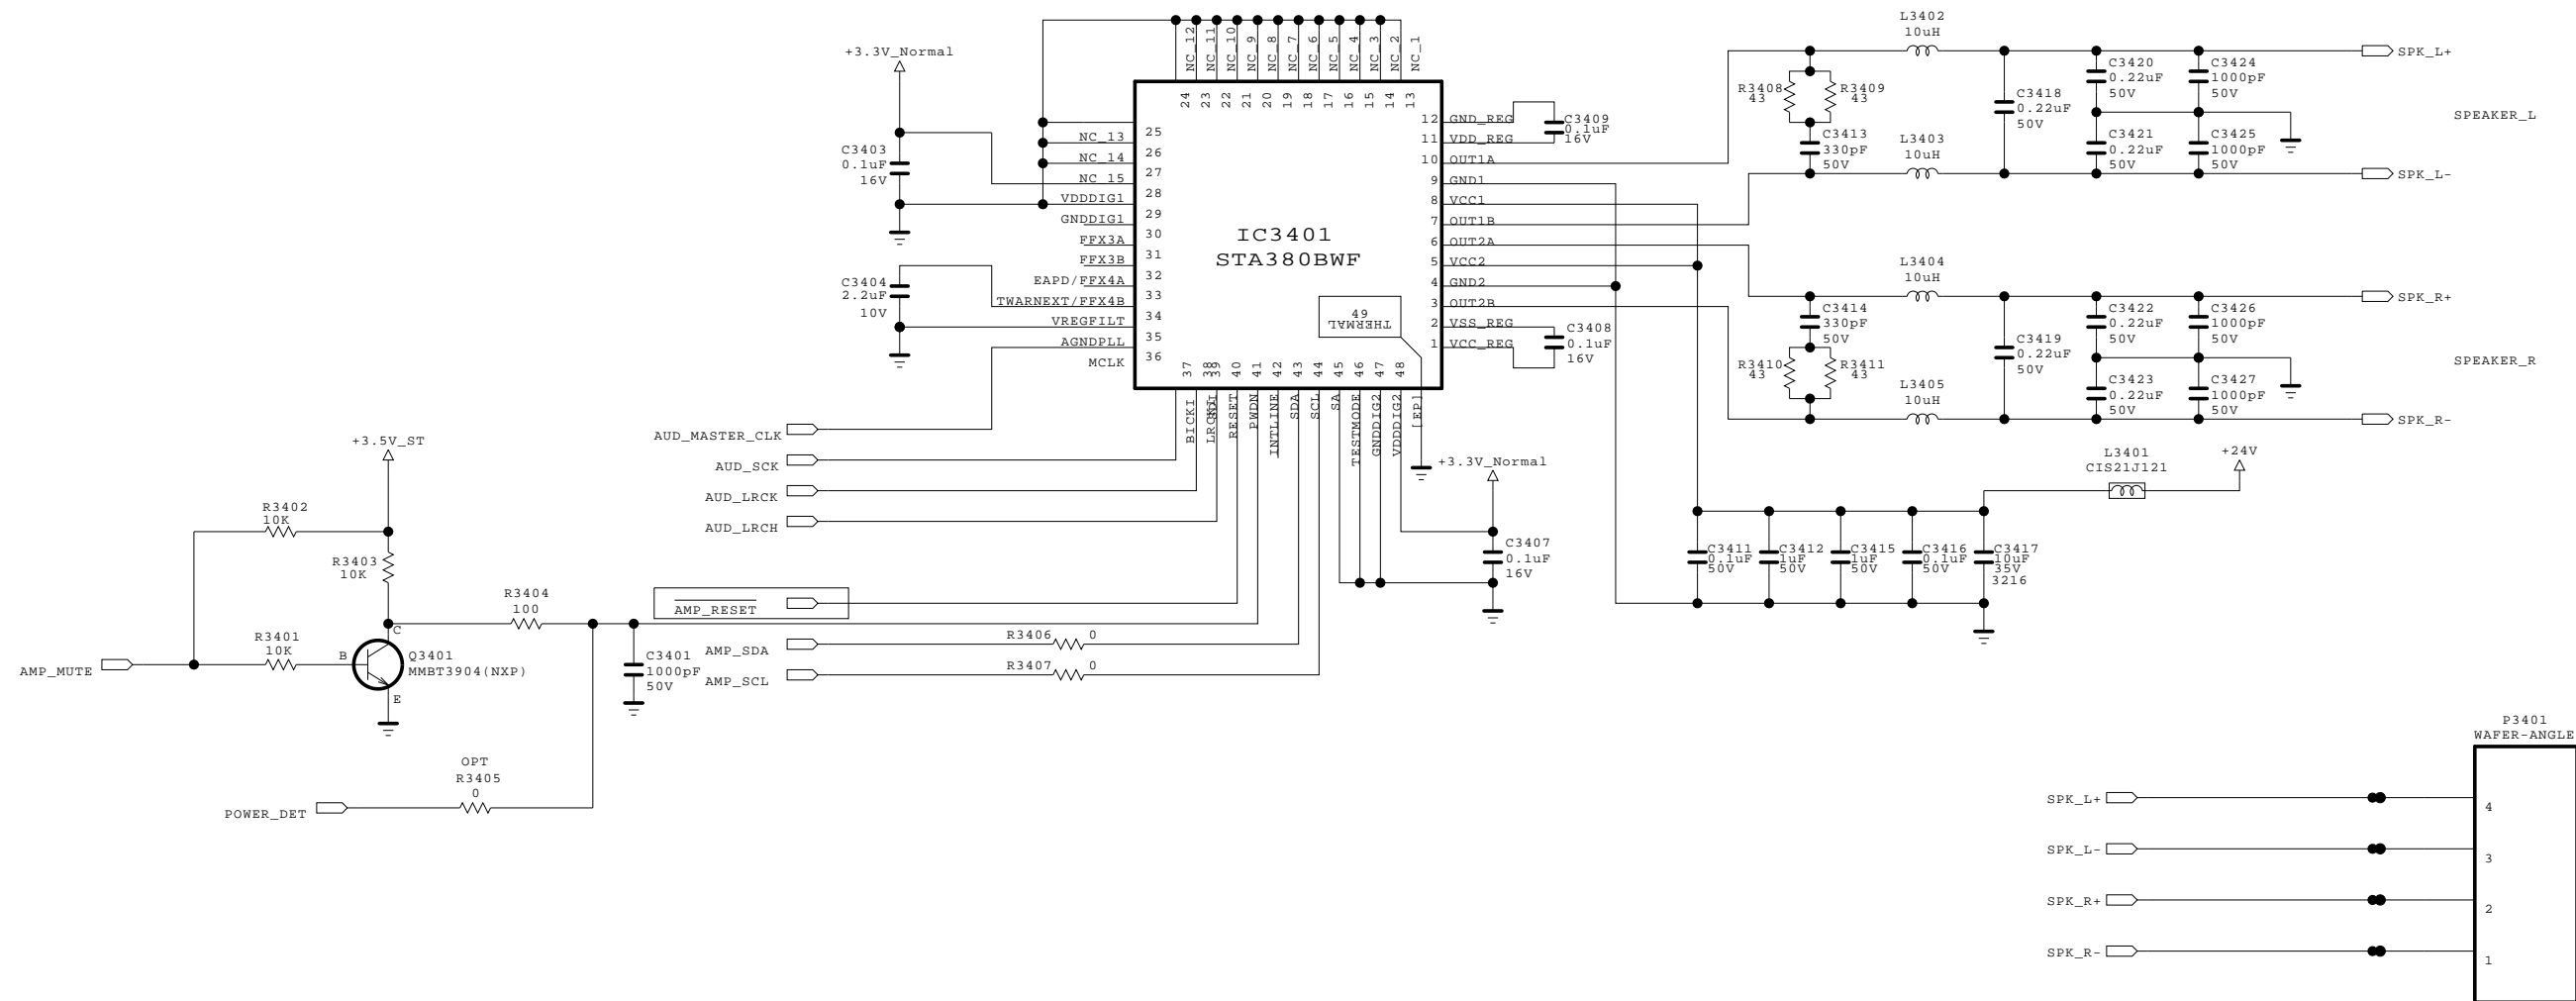 +3.3V_Normal
C3403
0.1uF
16V
C3404
2.2uF
10V
NC_12
NC_11
NC_10
NC_9
NC_8
NC_7
NC_6
NC_5
NC_4
NC_3
NC_2
NC_1
24
23
22
21
20
19
18
17
16
15
14
13
25
NC_13
26
NC_14
27
NC_15
28
VDDDIG1
29
GNDDIG1
30
FFX3A
31
FFX3B
32
EAPD/FFX4A
33
TWARNEXT/FFX4B
34
VREGFILT
35
AGNDPLL
36
MCLK
IC3401
STA380BWF
49
THERMAL
12 GND_REG
11 VDD_REG
10 OUT1A
9 GND1
8 VCC1
7 OUT1B
6 OUT2A
5 VCC2
4 GND2
3 OUT2B
2 VSS_REG
1 VCC_REG
C3409
0.1uF
16V
C3408
0.1uF
16V
37
38
39
40
41
42
43
44
45
46
47
48
BICKI
LRCKI
SDI
RESET
PWDN
INTLINE
SDA
SCL
SA
TESTMODE
GNDDIG2
VDDDIG2
[EP]
L3402
10uH
R3408
43
R3409
43
C3413
330pF
50V
L3403
10uH
C3418
0.22uF
50V
C3420
0.22uF
50V
C3424
1000pF
50V
C3421
0.22uF
50V
C3425
1000pF
50V
SPK_L+
SPEAKER_L
SPK_L-
L3404
10uH
C3414
330pF
50V
R3410
43
R3411
43
L3405
10uH
C3419
0.22uF
50V
C3422
0.22uF
50V
C3426
1000pF
50V
C3423
0.22uF
50V
C3427
1000pF
50V
SPK_R+
SPEAKER_R
SPK_R-
L3401
CIS21J121
+24V
C3411
0.1uF
50V
C3412
1uF
50V
C3415
1uF
50V
C3416
0.1uF
50V
C3417
10uF
35V
3216
+3.3V_Normal
C3407
0.1uF
16V
AUD_MASTER_CLK
AUD_SCK
AUD_LRCK
AUD_LRCH
AMP_RESET
AMP_SDA
AMP_SCL
R3406 0
R3407 0
+3.5V_ST
R3402
10K
R3403
10K
R3404
100
R3401
10K
AMP_MUTE
B
C
E
Q3401
MMBT3904(NXP)
C3401
1000pF
50V
OPT
R3405
0
POWER_DET
P3401
WAFER-ANGLE
SPK_L+
4
SPK_L-
3
SPK_R+
2
SPK_R-
1